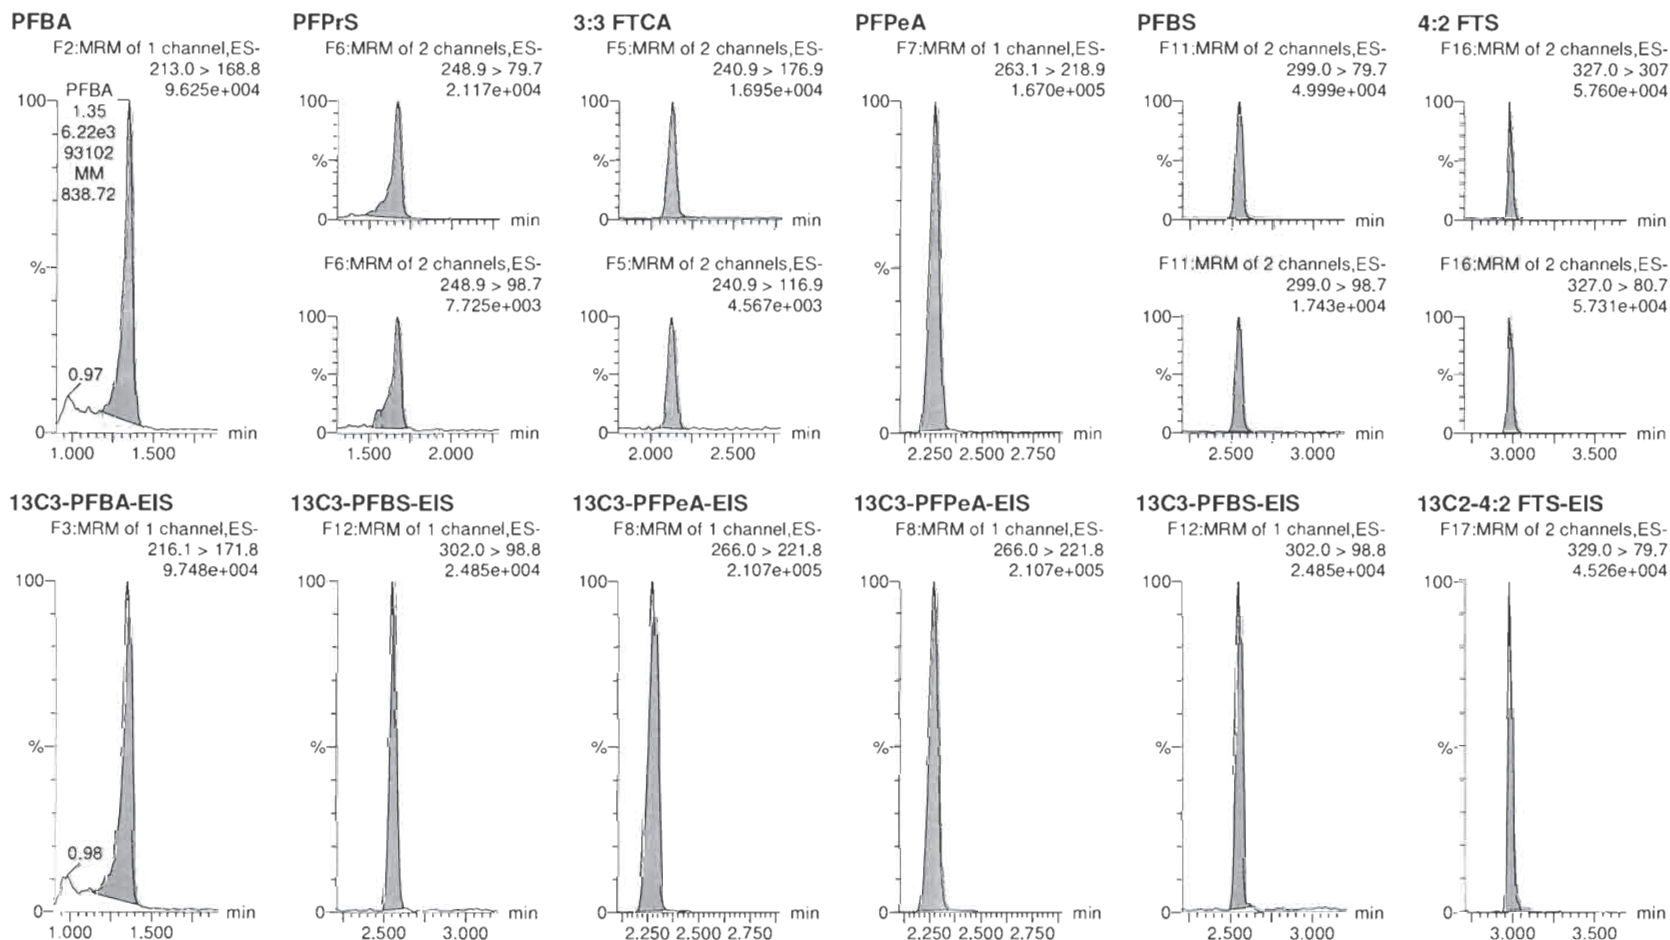 PFBA
F2:MRM of 1 channel,ES-
213.0 > 168.8
9.625e+004
PFBA
1.35
6.22e3
93102
MM
838.72
100
%
0.97
0
min
1.000 1.500
PFPrS
F6:MRM of 2 channels,ES-
248.9 > 79.7
2.117e+004
100
%
0
min
F6:MRM of 2 channels,ES-
248.9 > 98.7
7.725e+003
100
%
0
min
1.500 2.000
3:3 FTCA
F5:MRM of 2 channels,ES-
240.9 > 176.9
1.695e+004
100
%
0
min
F5:MRM of 2 channels,ES-
240.9 > 116.9
4.567e+003
100
%
0
min
2.000 2.500
PFPeA
F7:MRM of 1 channel,ES-
263.1 > 218.9
1.670e+005
100
%
0
min
2.250 2.500 2.750
PFBS
F11:MRM of 2 channels,ES-
299.0 > 79.7
4.999e+004
100
%
0
min
F11:MRM of 2 channels,ES-
299.0 > 98.7
1.743e+004
100
%
0
min
2.500 3.000
4:2 FTS
F16:MRM of 2 channels,ES-
327.0 > 307
5.760e+004
100
%
0
min
F16:MRM of 2 channels,ES-
327.0 > 80.7
5.731e+004
100
%
0
min
3.000 3.500
13C3-PFBA-EIS
F3:MRM of 1 channel,ES-
216.1 > 171.8
9.748e+004
100
%
0.98
0
min
1.000 1.500
13C3-PFBS-EIS
F12:MRM of 1 channel,ES-
302.0 > 98.8
2.485e+004
100
%
0
min
2.500 3.000
13C3-PFPeA-EIS
F8:MRM of 1 channel,ES-
266.0 > 221.8
2.107e+005
100
%
0
min
2.250 2.500 2.750
13C3-PFPeA-EIS
F8:MRM of 1 channel,ES-
266.0 > 221.8
2.107e+005
100
%
0
min
2.250 2.500 2.750
13C3-PFBS-EIS
F12:MRM of 1 channel,ES-
302.0 > 98.8
2.485e+004
100
%
0
min
2.500 3.000
13C2-4:2 FTS-EIS
F17:MRM of 2 channels,ES-
329.0 > 79.7
4.526e+004
100
%
0
min
3.000 3.500